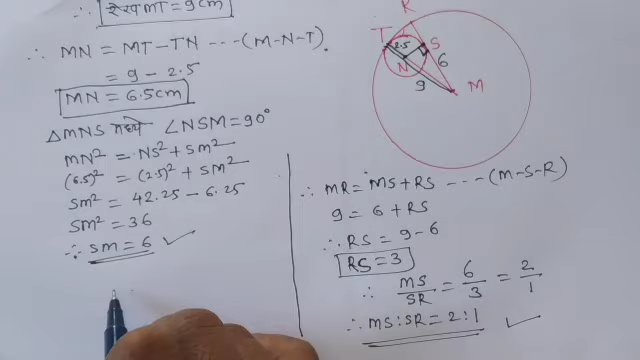 ∴ रेख MT = 9cm
∴ MN = MT - TN ---- (M-N-T)
= 9 - 2.5
MN = 6.5cm
△MNS मध्ये ∠NSM = 90°
MN² = NS² + SM²
(6.5)² = (2.5)² + SM²
SM² = 42.25 - 6.25
SM² = 36
∴ SM = 6 ✓
R
T
2.5
S
N
6
9
M
∴ MR = MS + RS ---- (M-S-R)
9 = 6 + RS
∴ RS = 9 - 6
RS = 3
∴ MS/SR = 6/3 = 2/1
∴ MS:SR = 2:1 ✓